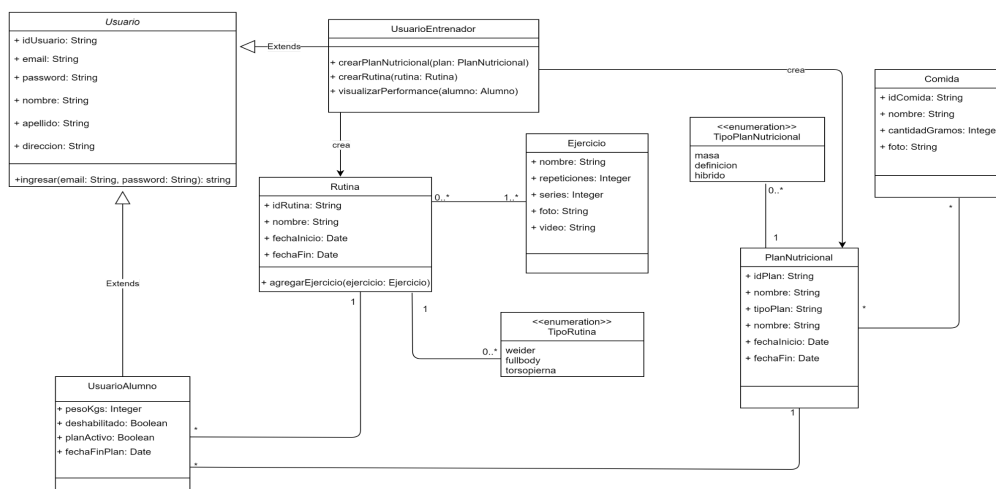 Usuario
+ idUsuario: String
+ email: String
+ password: String
+ nombre: String
+ apellido: String
+ direccion: String
+ingresar(email: String, password: String): string
Extends
UsuarioEntrenador
+ crearPlanNutricional(plan: PlanNutricional)
+ crearRutina(rutina: Rutina)
+ visualizarPerformance(alumno: Alumno)
crea
crea
Comida
+ idComida: String
+ nombre: String
+ cantidadGramos: Intege
+ foto: String
*
<<enumeration>>
TipoPlanNutricional
masa
definicion
hibrido
0..*
1
Ejercicio
+ nombre: String
+ repeticiones: Integer
+ series: Integer
+ foto: String
+ video: String
0..*
1..*
Rutina
+ idRutina: String
+ nombre: String
+ fechaInicio: Date
+ fechaFin: Date
+ agregarEjercicio(ejercicio: Ejercicio)
1
1
PlanNutricional
+ idPlan: String
+ nombre: String
+ tipoPlan: String
+ nombre: String
+ fechaInicio: Date
+ fechaFin: Date
*
1
Extends
<<enumeration>>
TipoRutina
weider
fullbody
torsopierna
0..*
UsuarioAlumno
+ pesoKgs: Integer
+ deshabilitado: Boolean
+ planActivo: Boolean
+ fechaFinPlan: Date
*
*